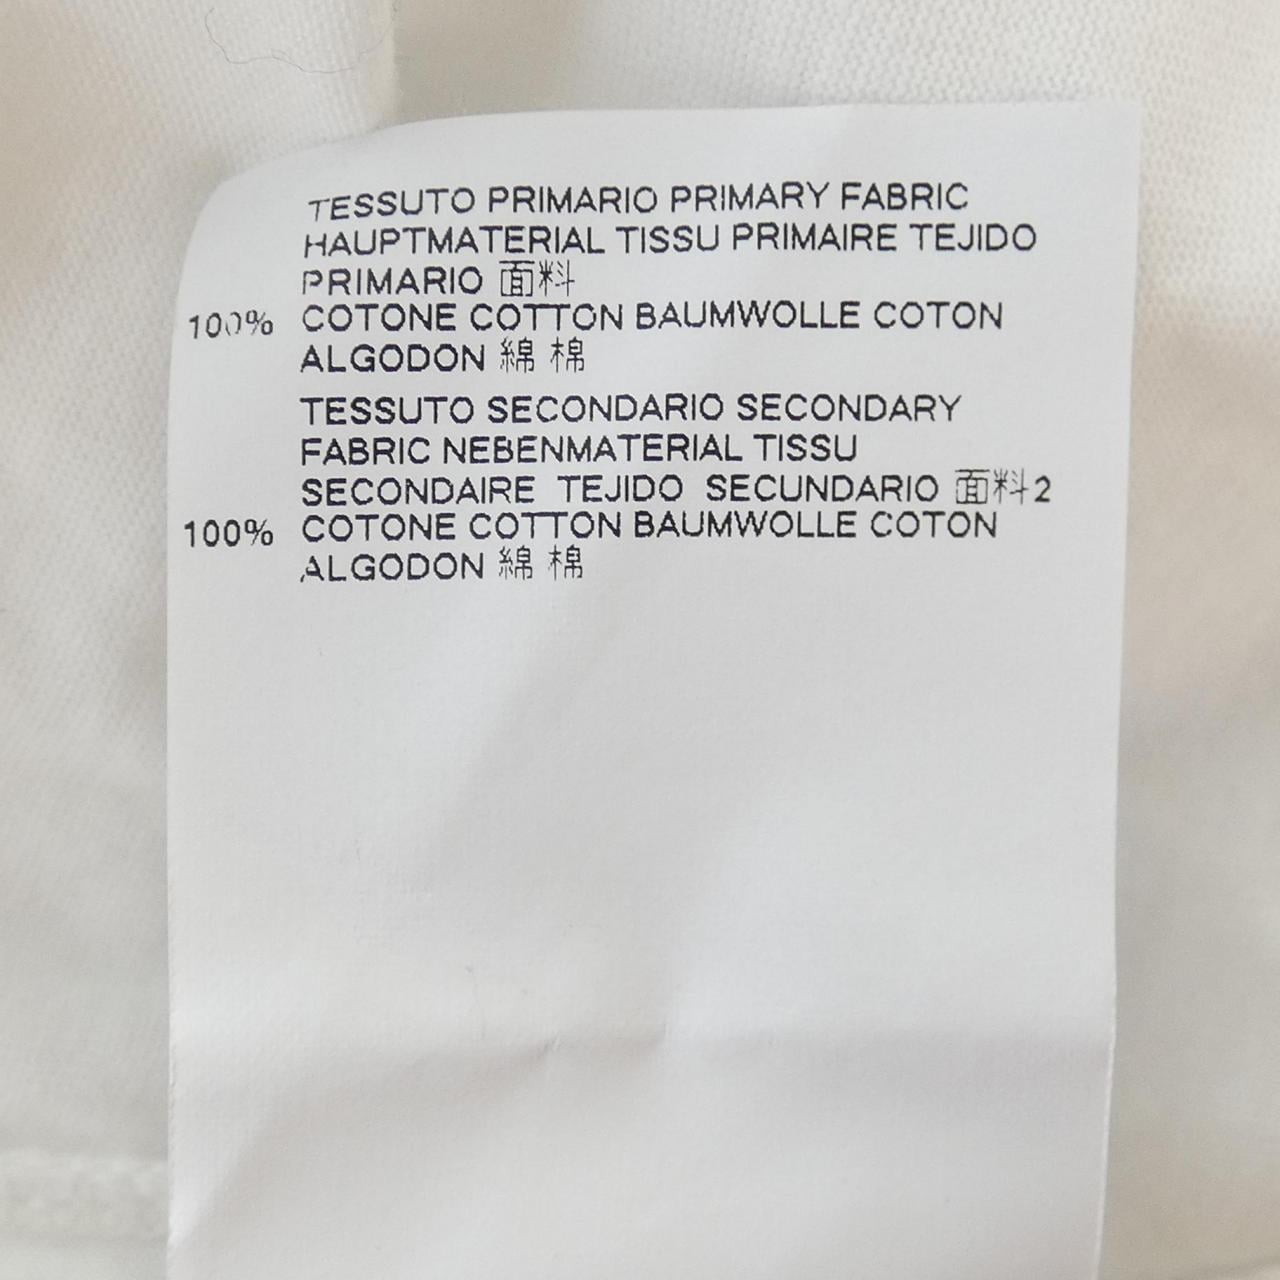 TESSUTO PRIMARIO PRIMARY FABRIC
HAUPTMATERIAL TISSU PRIMAIRE TEJIDO
PRIMARIO 面料
100% COTONE COTTON BAUMWOLLE COTON
ALGODON 綿 棉
TESSUTO SECONDARIO SECONDARY
FABRIC NEBENMATERIAL TISSU
SECONDAIRE TEJIDO SECUNDARIO 面料2
100% COTONE COTTON BAUMWOLLE COTON
ALGODON 綿 棉